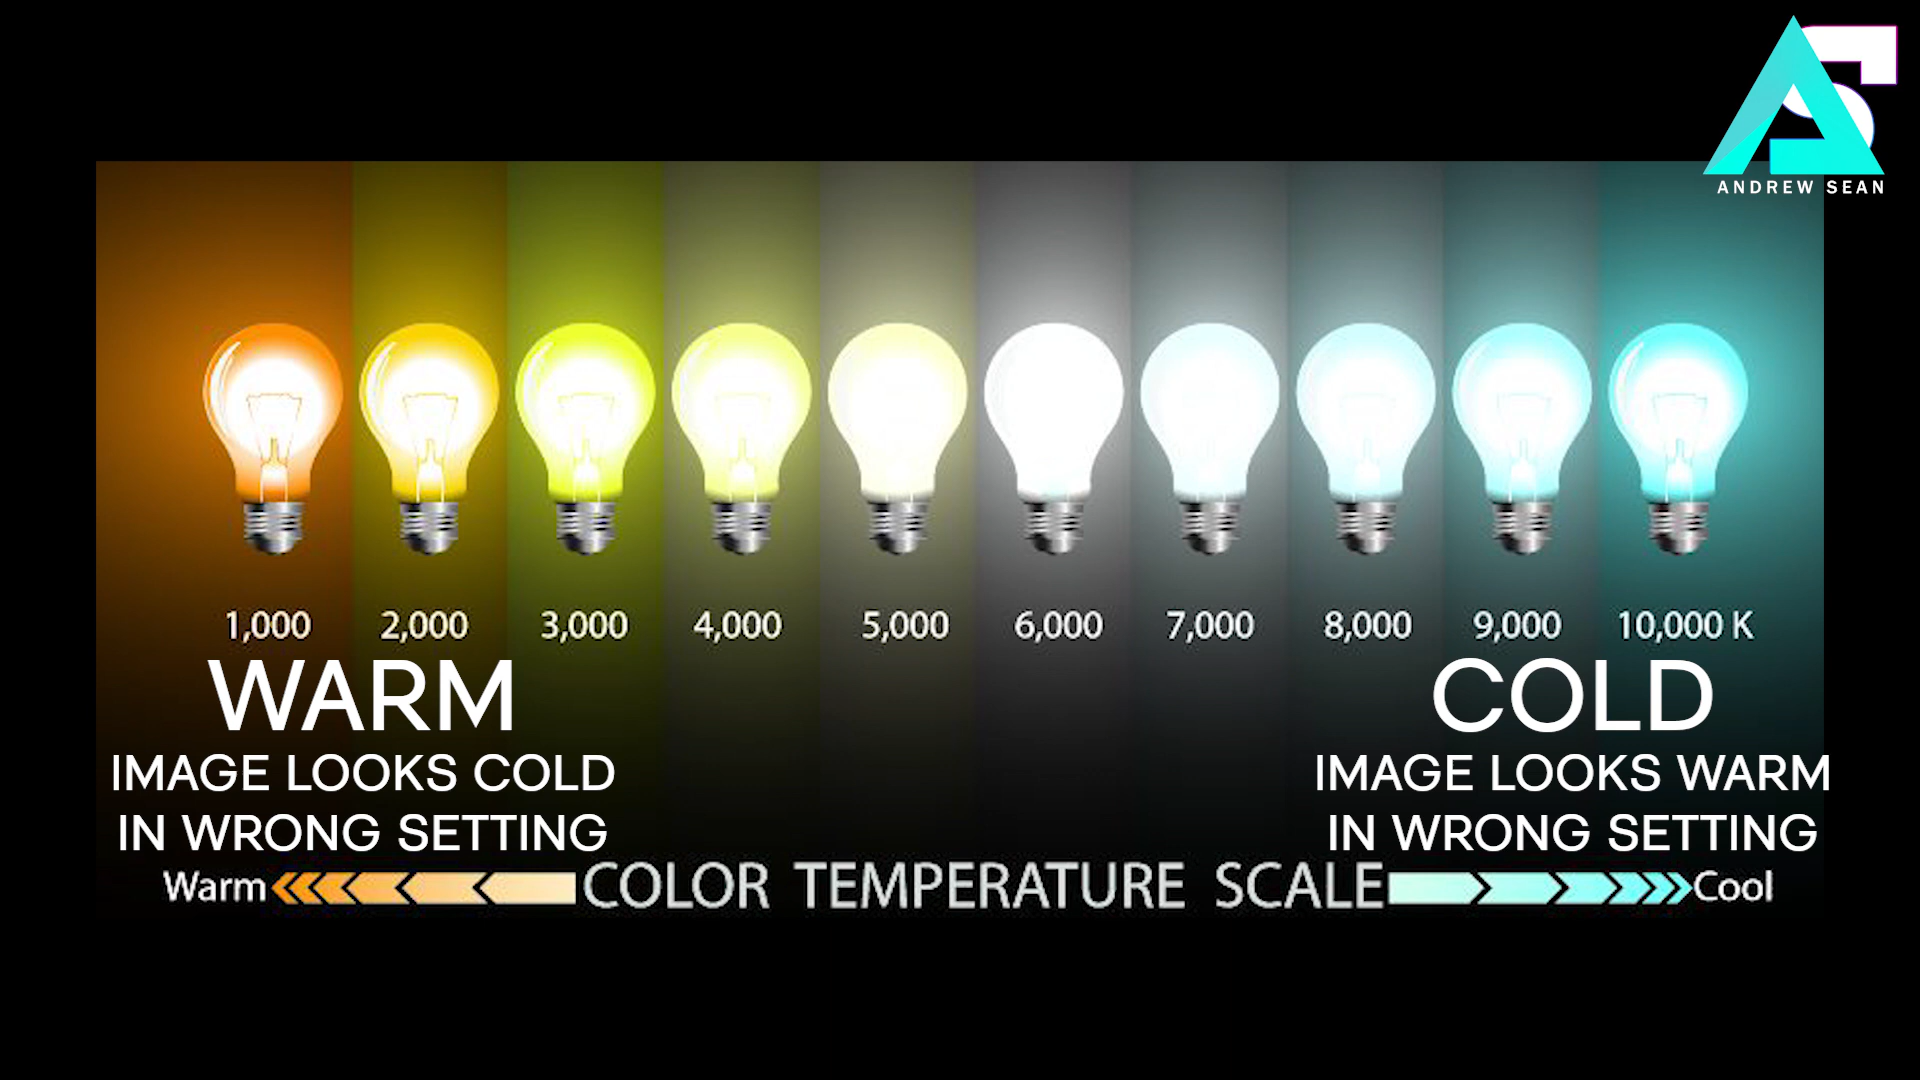 ANDREW SEAN
1,000 2,000 3,000 4,000 5,000 6,000 7,000 8,000 9,000 10,000 K
WARM
IMAGE LOOKS COLD
IN WRONG SETTING
COLD
IMAGE LOOKS WARM
IN WRONG SETTING
Warm COLOR TEMPERATURE SCALE Cool